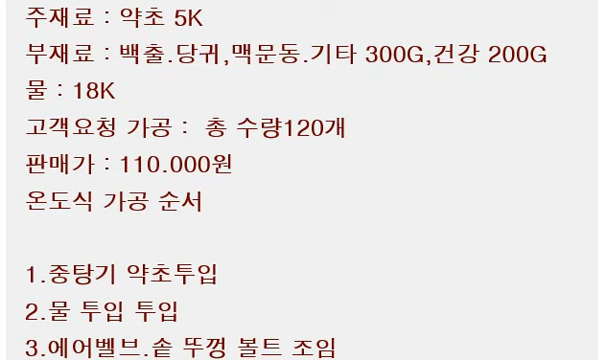 주재료 : 약초 5K
부재료 : 백출.당귀,맥문동.기타 300G,건강 200G
물 : 18K
고객요청 가공 : 총 수량120개
판매가 : 110.000원
온도식 가공 순서
1.중탕기 약초투입
2.물 투입 투입
3.에어벨브.솥 뚜껑 볼트 조임